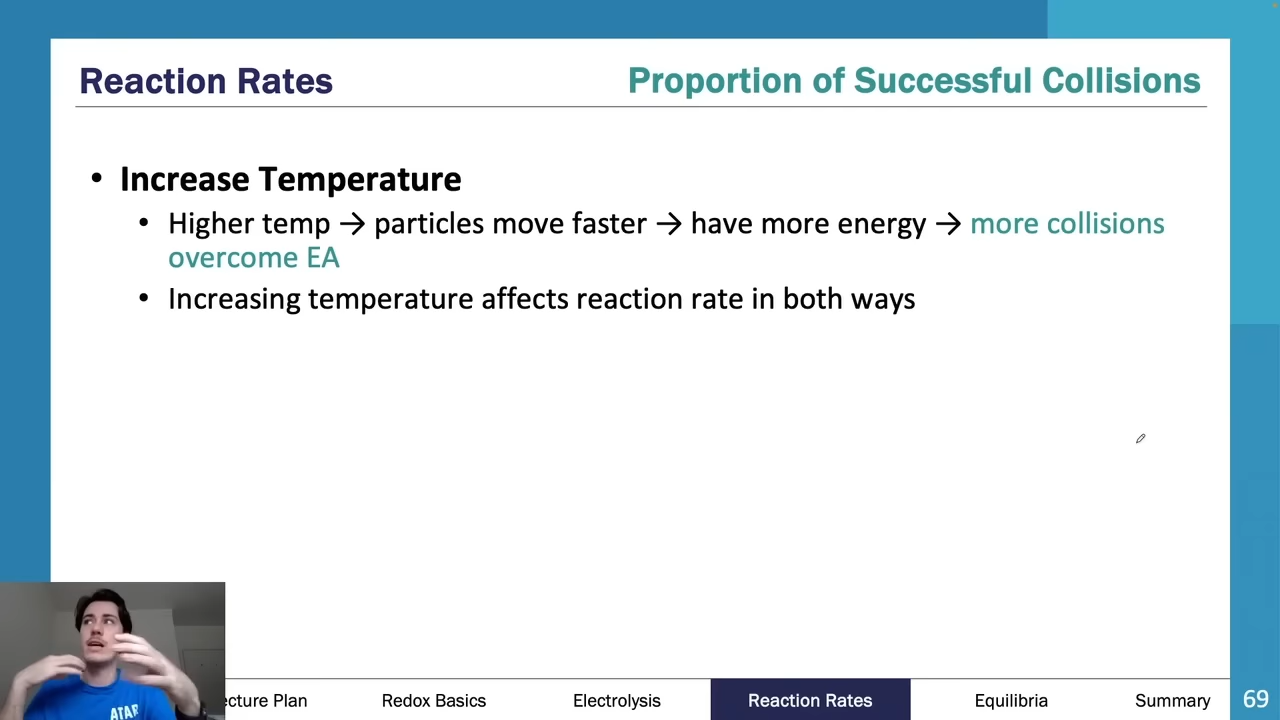 Reaction Rates
Proportion of Successful Collisions
• Increase Temperature
• Higher temp → particles move faster → have more energy → more collisions
overcome EA
• Increasing temperature affects reaction rate in both ways
ATAR
ecture Plan
Redox Basics
Electrolysis
Reaction Rates
Equilibria
Summary
69